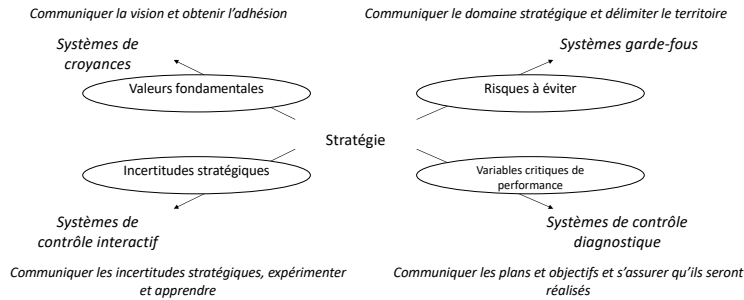 Communiquer la vision et obtenir l'adhésion
Communiquer le domaine stratégique et délimiter le territoire
Systèmes de
croyances
Systèmes garde-fous
Valeurs fondamentales
Risques à éviter
Stratégie
Incertitudes stratégiques
Variables critiques de
performance
Systèmes de
contrôle interactif
Systèmes de contrôle
diagnostique
Communiquer les incertitudes stratégiques, expérimenter
et apprendre
Communiquer les plans et objectifs et s'assurer qu'ils seront
réalisés